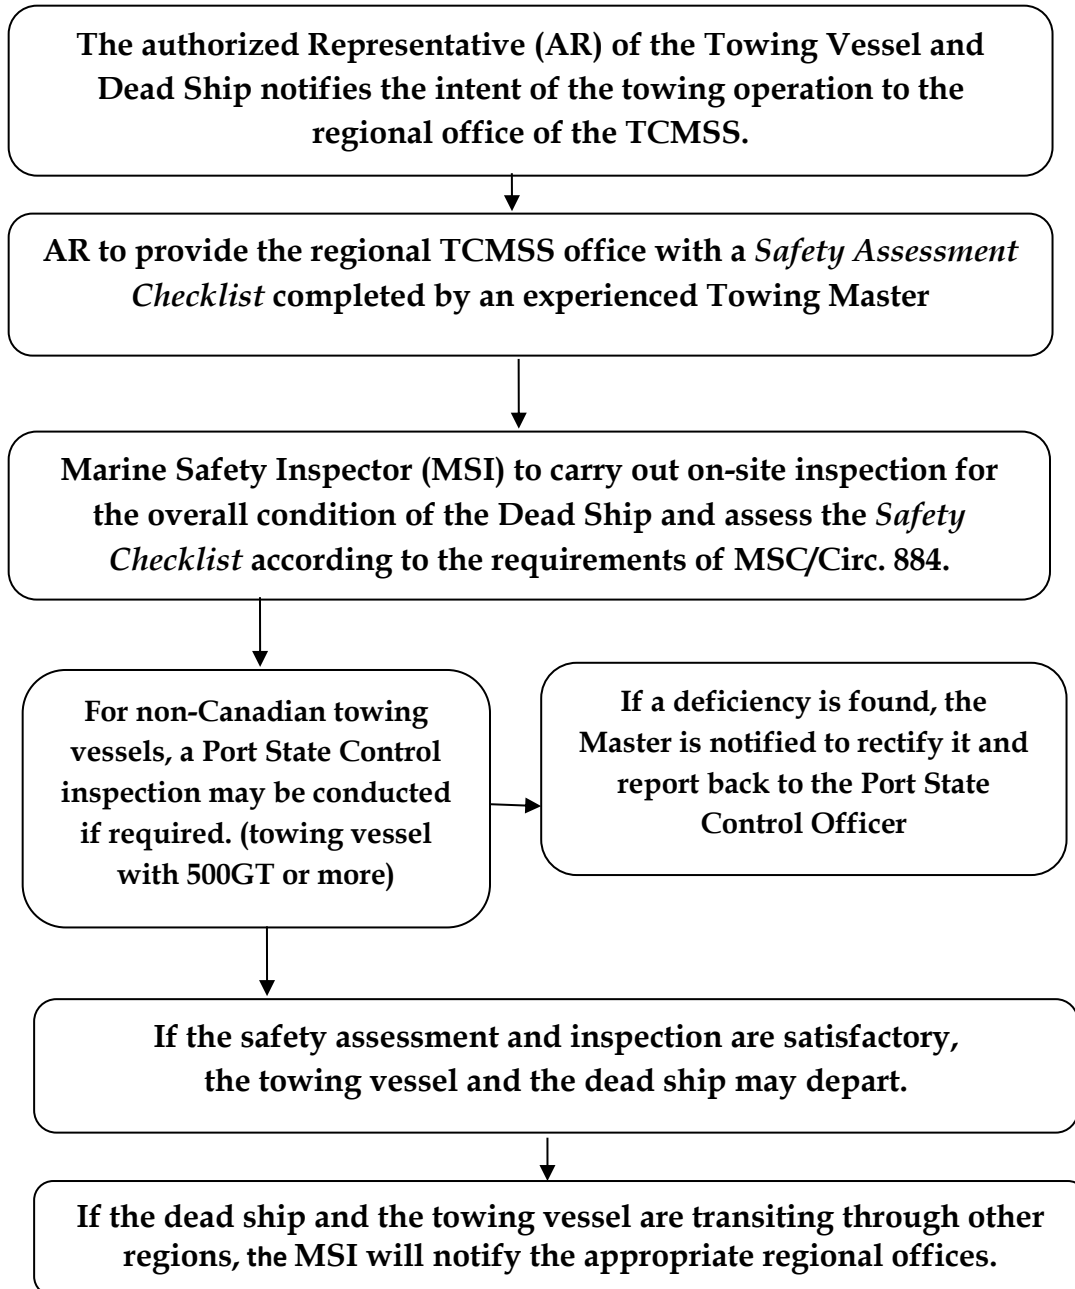 The authorized Representative (AR) of the Towing Vessel and
Dead Ship notifies the intent of the towing operation to the
regional office of the TCMSS.
AR to provide the regional TCMSS office with a Safety Assessment
Checklist completed by an experienced Towing Master
Marine Safety Inspector (MSI) to carry out on-site inspection for
the overall condition of the Dead Ship and assess the Safety
Checklist according to the requirements of MSC/Circ. 884.
For non-Canadian towing
vessels, a Port State Control
inspection may be conducted
if required. (towing vessel
with 500GT or more)
If a deficiency is found, the
Master is notified to rectify it and
report back to the Port State
Control Officer
If the safety assessment and inspection are satisfactory,
the towing vessel and the dead ship may depart.
If the dead ship and the towing vessel are transiting through other
regions, the MSI will notify the appropriate regional offices.